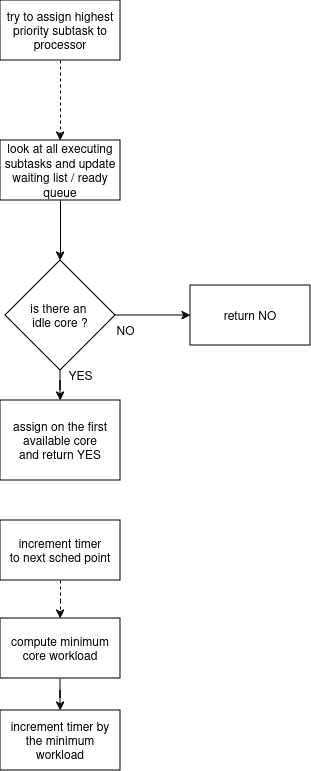 try to assign highest
priority subtask to
processor
look at all executing
subtasks and update
waiting list / ready
queue
is there an
idle core ?
NO
return NO
YES
assign on the first
available core
and return YES
increment timer
to next sched point
compute minimum
core workload
increment timer by
the minimum
workload